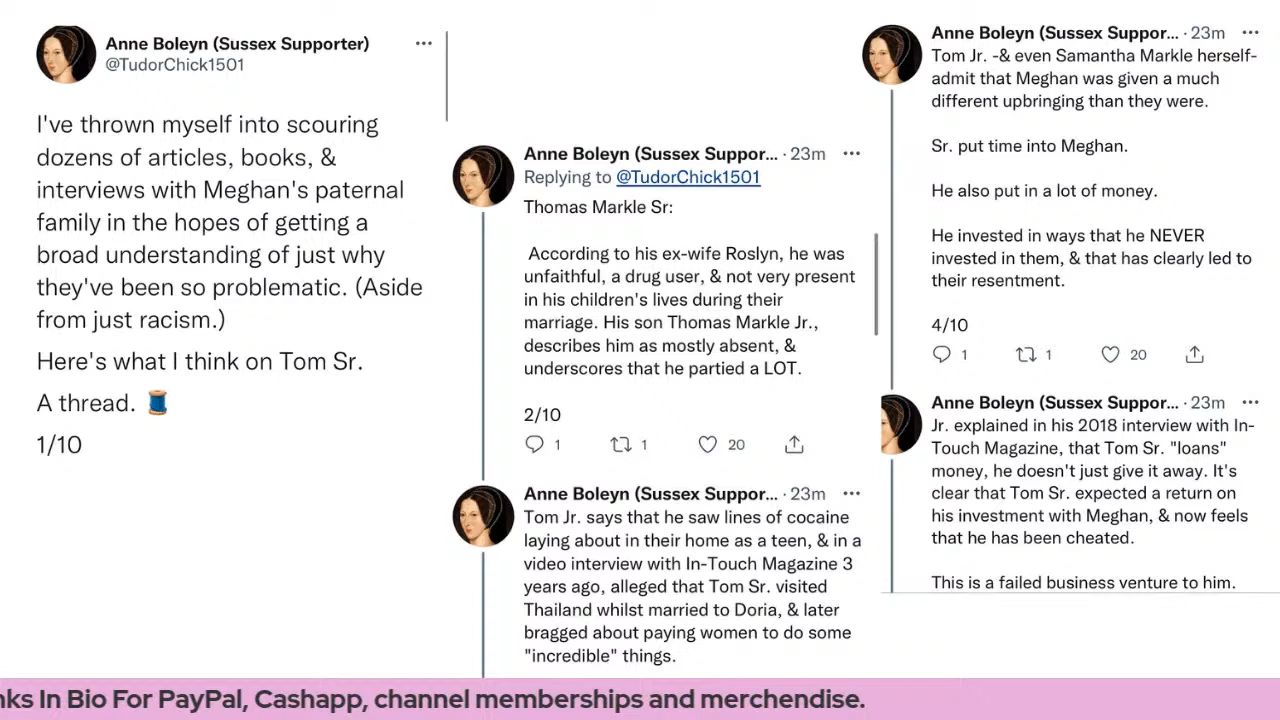 Anne Boleyn (Sussex Supporter)
@TudorChick1501
I've thrown myself into scouring
dozens of articles, books, &
interviews with Meghan's paternal
family in the hopes of getting a
broad understanding of just why
they've been so problematic. (Aside
from just racism.)
Here's what I think on Tom Sr.
A thread.
1/10
Anne Boleyn (Sussex Suppor... · 23m
Replying to @TudorChick1501
Thomas Markle Sr:
According to his ex-wife Roslyn, he was
unfaithful, a drug user, & not very present
in his children's lives during their
marriage. His son Thomas Markle Jr.,
describes him as mostly absent, &
underscores that he partied a LOT.
2/10
1 1 20
Anne Boleyn (Sussex Suppor... · 23m
Tom Jr. says that he saw lines of cocaine
laying about in their home as a teen, & in a
video interview with In-Touch Magazine 3
years ago, alleged that Tom Sr. visited
Thailand whilst married to Doria, & later
bragged about paying women to do some
"incredible" things.
Anne Boleyn (Sussex Suppor... · 23m
Tom Jr. -& even Samantha Markle herself-
admit that Meghan was given a much
different upbringing than they were.
Sr. put time into Meghan.
He also put in a lot of money.
He invested in ways that he NEVER
invested in them, & that has clearly led to
their resentment.
4/10
1 1 20
Anne Boleyn (Sussex Suppor... · 23m
Jr. explained in his 2018 interview with In-
Touch Magazine, that Tom Sr. "loans"
money, he doesn't just give it away. It's
clear that Tom Sr. expected a return on
his investment with Meghan, & now feels
that he has been cheated.
This is a failed business venture to him.
nks In Bio For PayPal, Cashapp, channel memberships and merchendise.